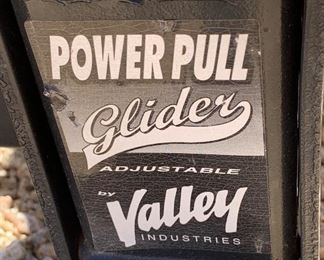 POWER PULL
Glider
ADJUSTABLE
by
Valley
INDUSTRIES